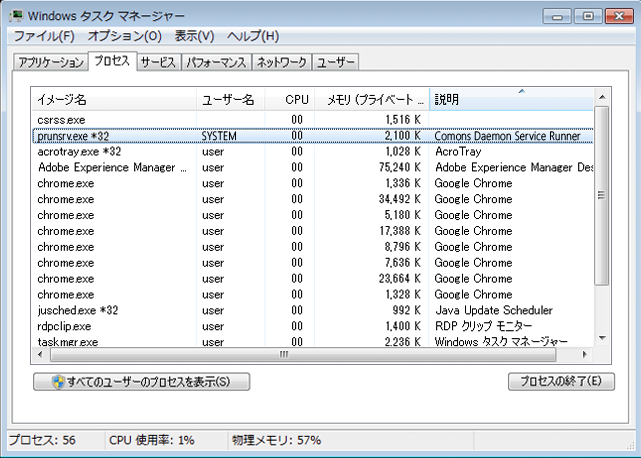 Windows タスク マネージャー
ファイル(F) オプション(O) 表示(V) ヘルプ(H)
アプリケーション プロセス サービス パフォーマンス ネットワーク ユーザー
イメージ名 ユーザー名 CPU メモリ (プライベート ... 説明
csrss.exe 00 1,516 K
prunsrv.exe *32 SYSTEM 00 2,100 K Comons Daemon Service Runner
acrotray.exe *32 user 00 1,028 K AcroTray
Adobe Experience Manager ... user 00 75,240 K Adobe Experience Manager Des
chrome.exe user 00 1,336 K Google Chrome
chrome.exe user 00 34,492 K Google Chrome
chrome.exe user 00 5,180 K Google Chrome
chrome.exe user 00 17,388 K Google Chrome
chrome.exe user 00 8,796 K Google Chrome
chrome.exe user 00 7,636 K Google Chrome
chrome.exe user 00 23,664 K Google Chrome
chrome.exe user 00 1,328 K Google Chrome
jusched.exe *32 user 00 992 K Java Update Scheduler
rdpclip.exe user 00 1,400 K RDP クリップ モニター
taskmgr.exe user 00 2,236 K Windows タスク マネージャー
すべてのユーザーのプロセスを表示(S) プロセスの終了(E)
プロセス: 56 CPU 使用率: 1% 物理メモリ: 57%